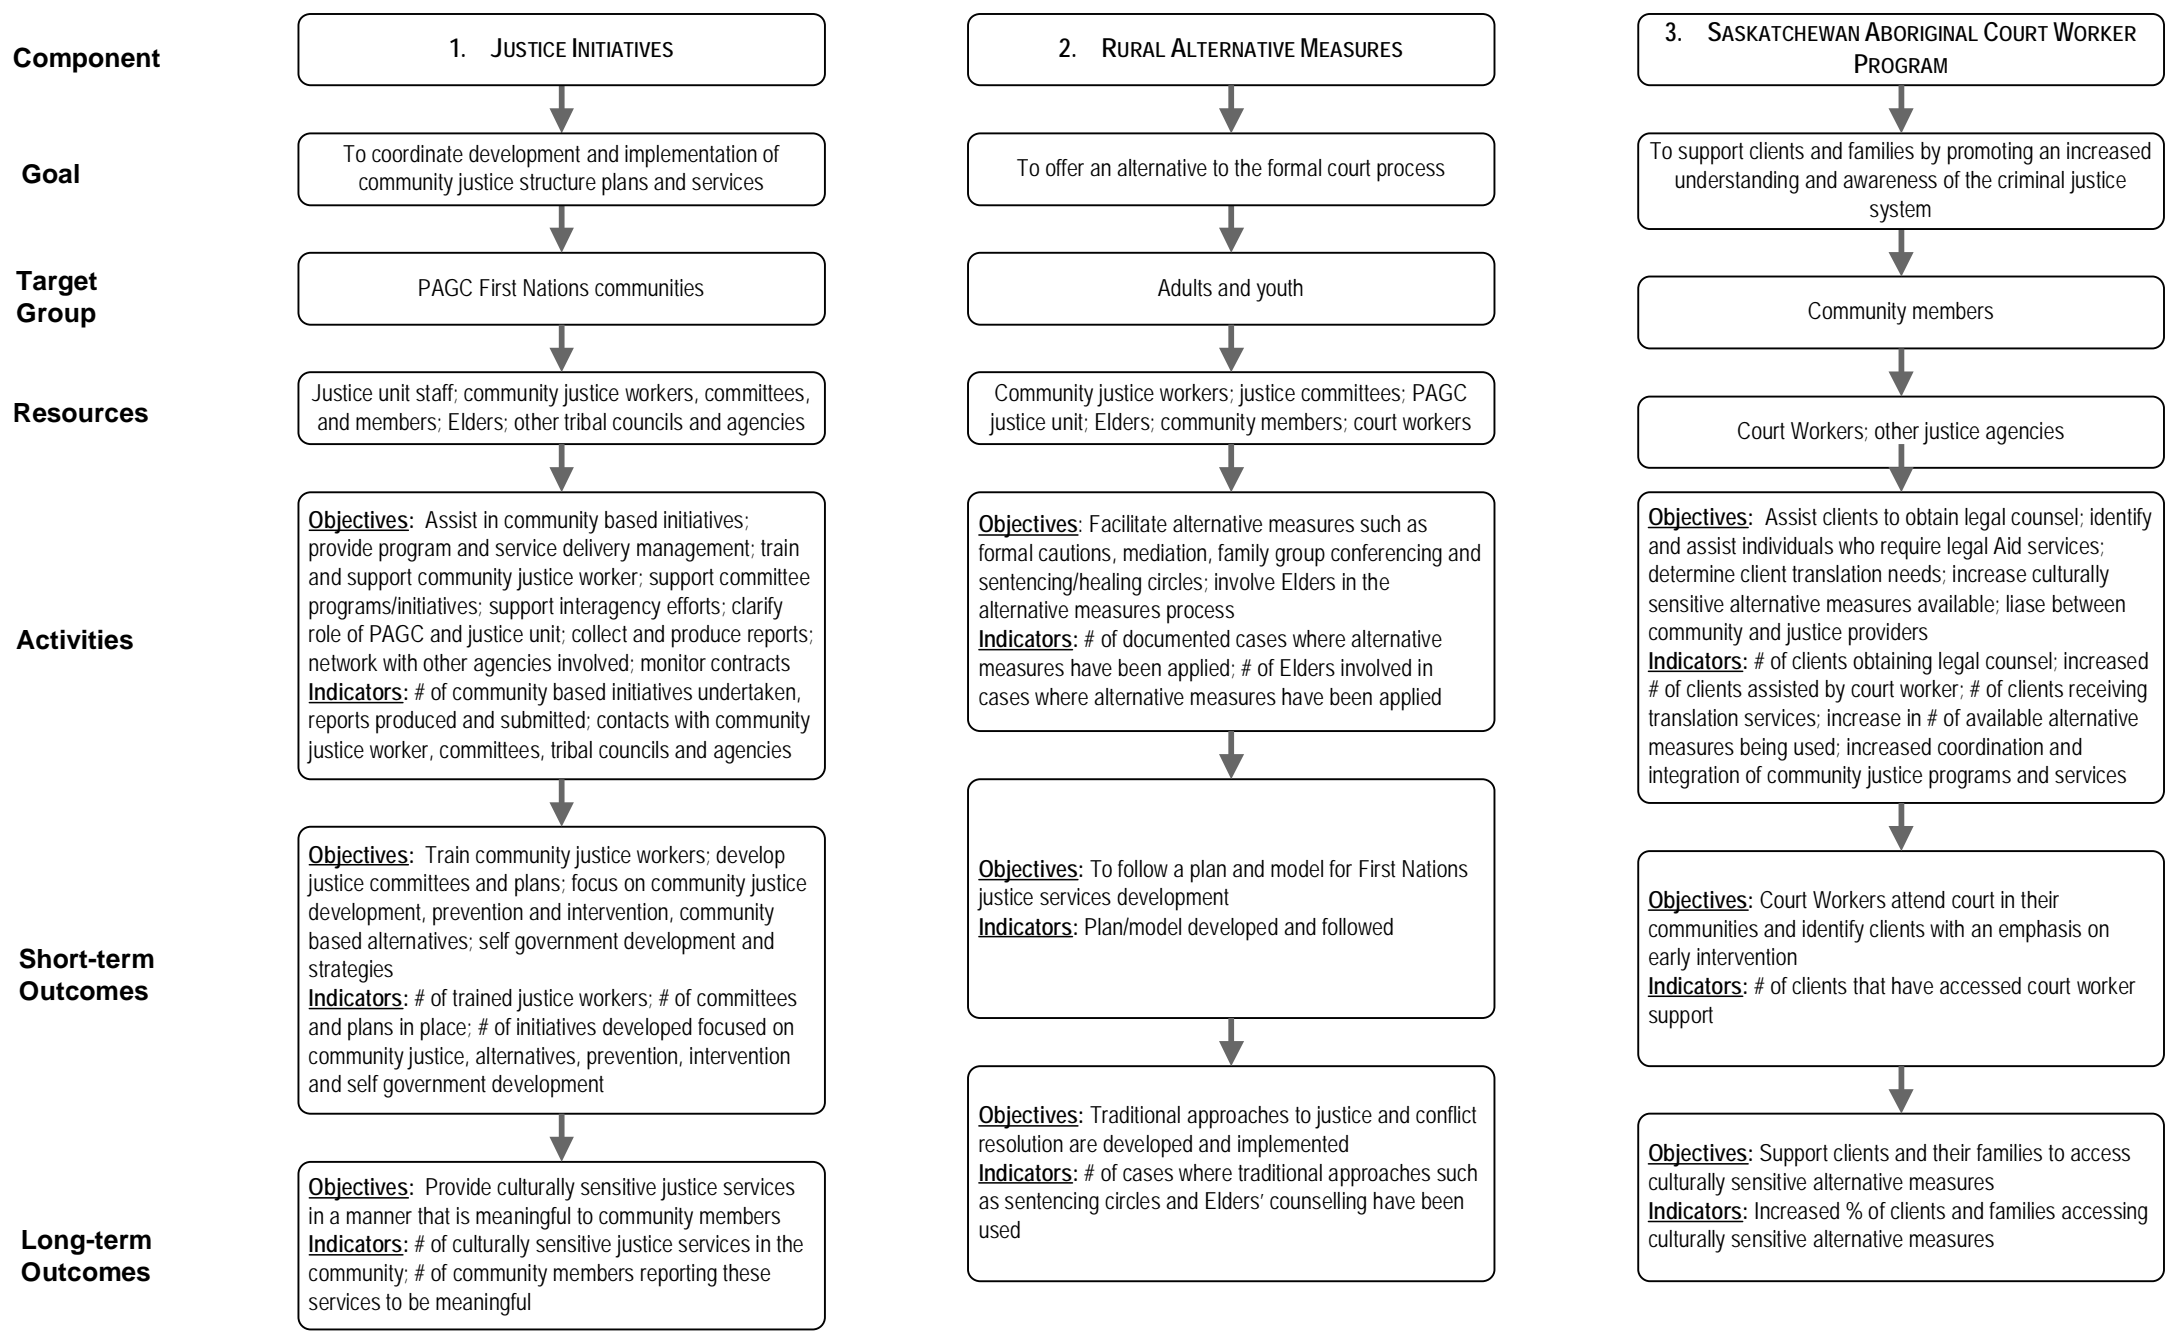 Component
1. JUSTICE INITIATIVES
2. RURAL ALTERNATIVE MEASURES
3. SASKATCHEWAN ABORIGINAL COURT WORKER
PROGRAM
Goal
To coordinate development and implementation of
community justice structure plans and services
To offer an alternative to the formal court process
To support clients and families by promoting an increased
understanding and awareness of the criminal justice
system
Target
Group
PAGC First Nations communities
Adults and youth
Community members
Resources
Justice unit staff; community justice workers, committees,
and members; Elders; other tribal councils and agencies
Community justice workers; justice committees; PAGC
justice unit; Elders; community members; court workers
Court Workers; other justice agencies
Activities
Objectives: Assist in community based initiatives;
provide program and service delivery management; train
and support community justice worker; support committee
programs/initiatives; support interagency efforts; clarify
role of PAGC and justice unit; collect and produce reports;
network with other agencies involved; monitor contracts
Indicators: # of community based initiatives undertaken,
reports produced and submitted; contacts with community
justice worker, committees, tribal councils and agencies
Objectives: Facilitate alternative measures such as
formal cautions, mediation, family group conferencing and
sentencing/healing circles; involve Elders in the
alternative measures process
Indicators: # of documented cases where alternative
measures have been applied; # of Elders involved in
cases where alternative measures have been applied
Objectives: Assist clients to obtain legal counsel; identify
and assist individuals who require legal Aid services;
determine client translation needs; increase culturally
sensitive alternative measures available; liase between
community and justice providers
Indicators: # of clients obtaining legal counsel; increased
# of clients assisted by court worker; # of clients receiving
translation services; increase in # of available alternative
measures being used; increased coordination and
integration of community justice programs and services
Short-term
Outcomes
Objectives: Train community justice workers; develop
justice committees and plans; focus on community justice
development, prevention and intervention, community
based alternatives; self government development and
strategies
Indicators: # of trained justice workers; # of committees
and plans in place; # of initiatives developed focused on
community justice, alternatives, prevention, intervention
and self government development
Objectives: To follow a plan and model for First Nations
justice services development
Indicators: Plan/model developed and followed
Objectives: Court Workers attend court in their
communities and identify clients with an emphasis on
early intervention
Indicators: # of clients that have accessed court worker
support
Long-term
Outcomes
Objectives: Provide culturally sensitive justice services
in a manner that is meaningful to community members
Indicators: # of culturally sensitive justice services in the
community; # of community members reporting these
services to be meaningful
Objectives: Traditional approaches to justice and conflict
resolution are developed and implemented
Indicators: # of cases where traditional approaches such
as sentencing circles and Elders’ counselling have been
used
Objectives: Support clients and their families to access
culturally sensitive alternative measures
Indicators: Increased % of clients and families accessing
culturally sensitive alternative measures